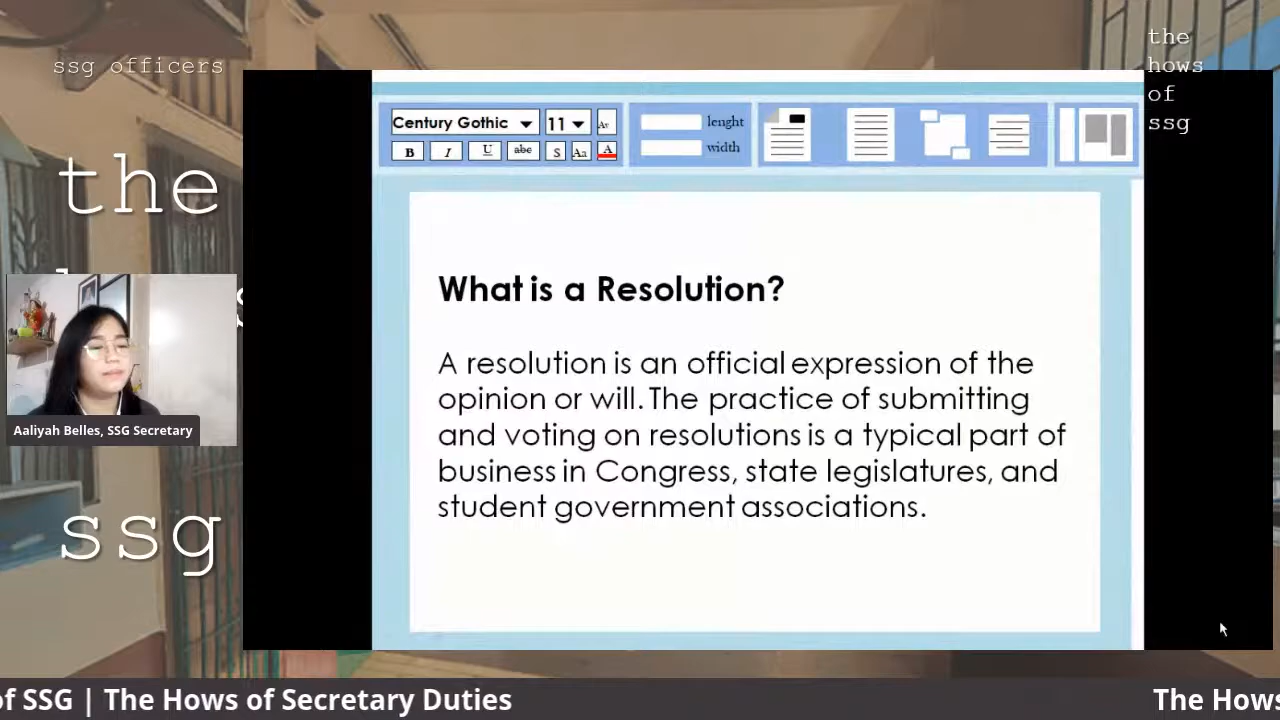 ssg officers
the
hows
of
ssg
the
ssg
Century Gothic
11
Av
B
I
U
abc
S
Aa
A
lenght
width
What is a Resolution?
A resolution is an official expression of the
opinion or will. The practice of submitting
and voting on resolutions is a typical part of
business in Congress, state legislatures, and
student government associations.
Aaliyah Belles, SSG Secretary
of SSG | The Hows of Secretary Duties
The Hows